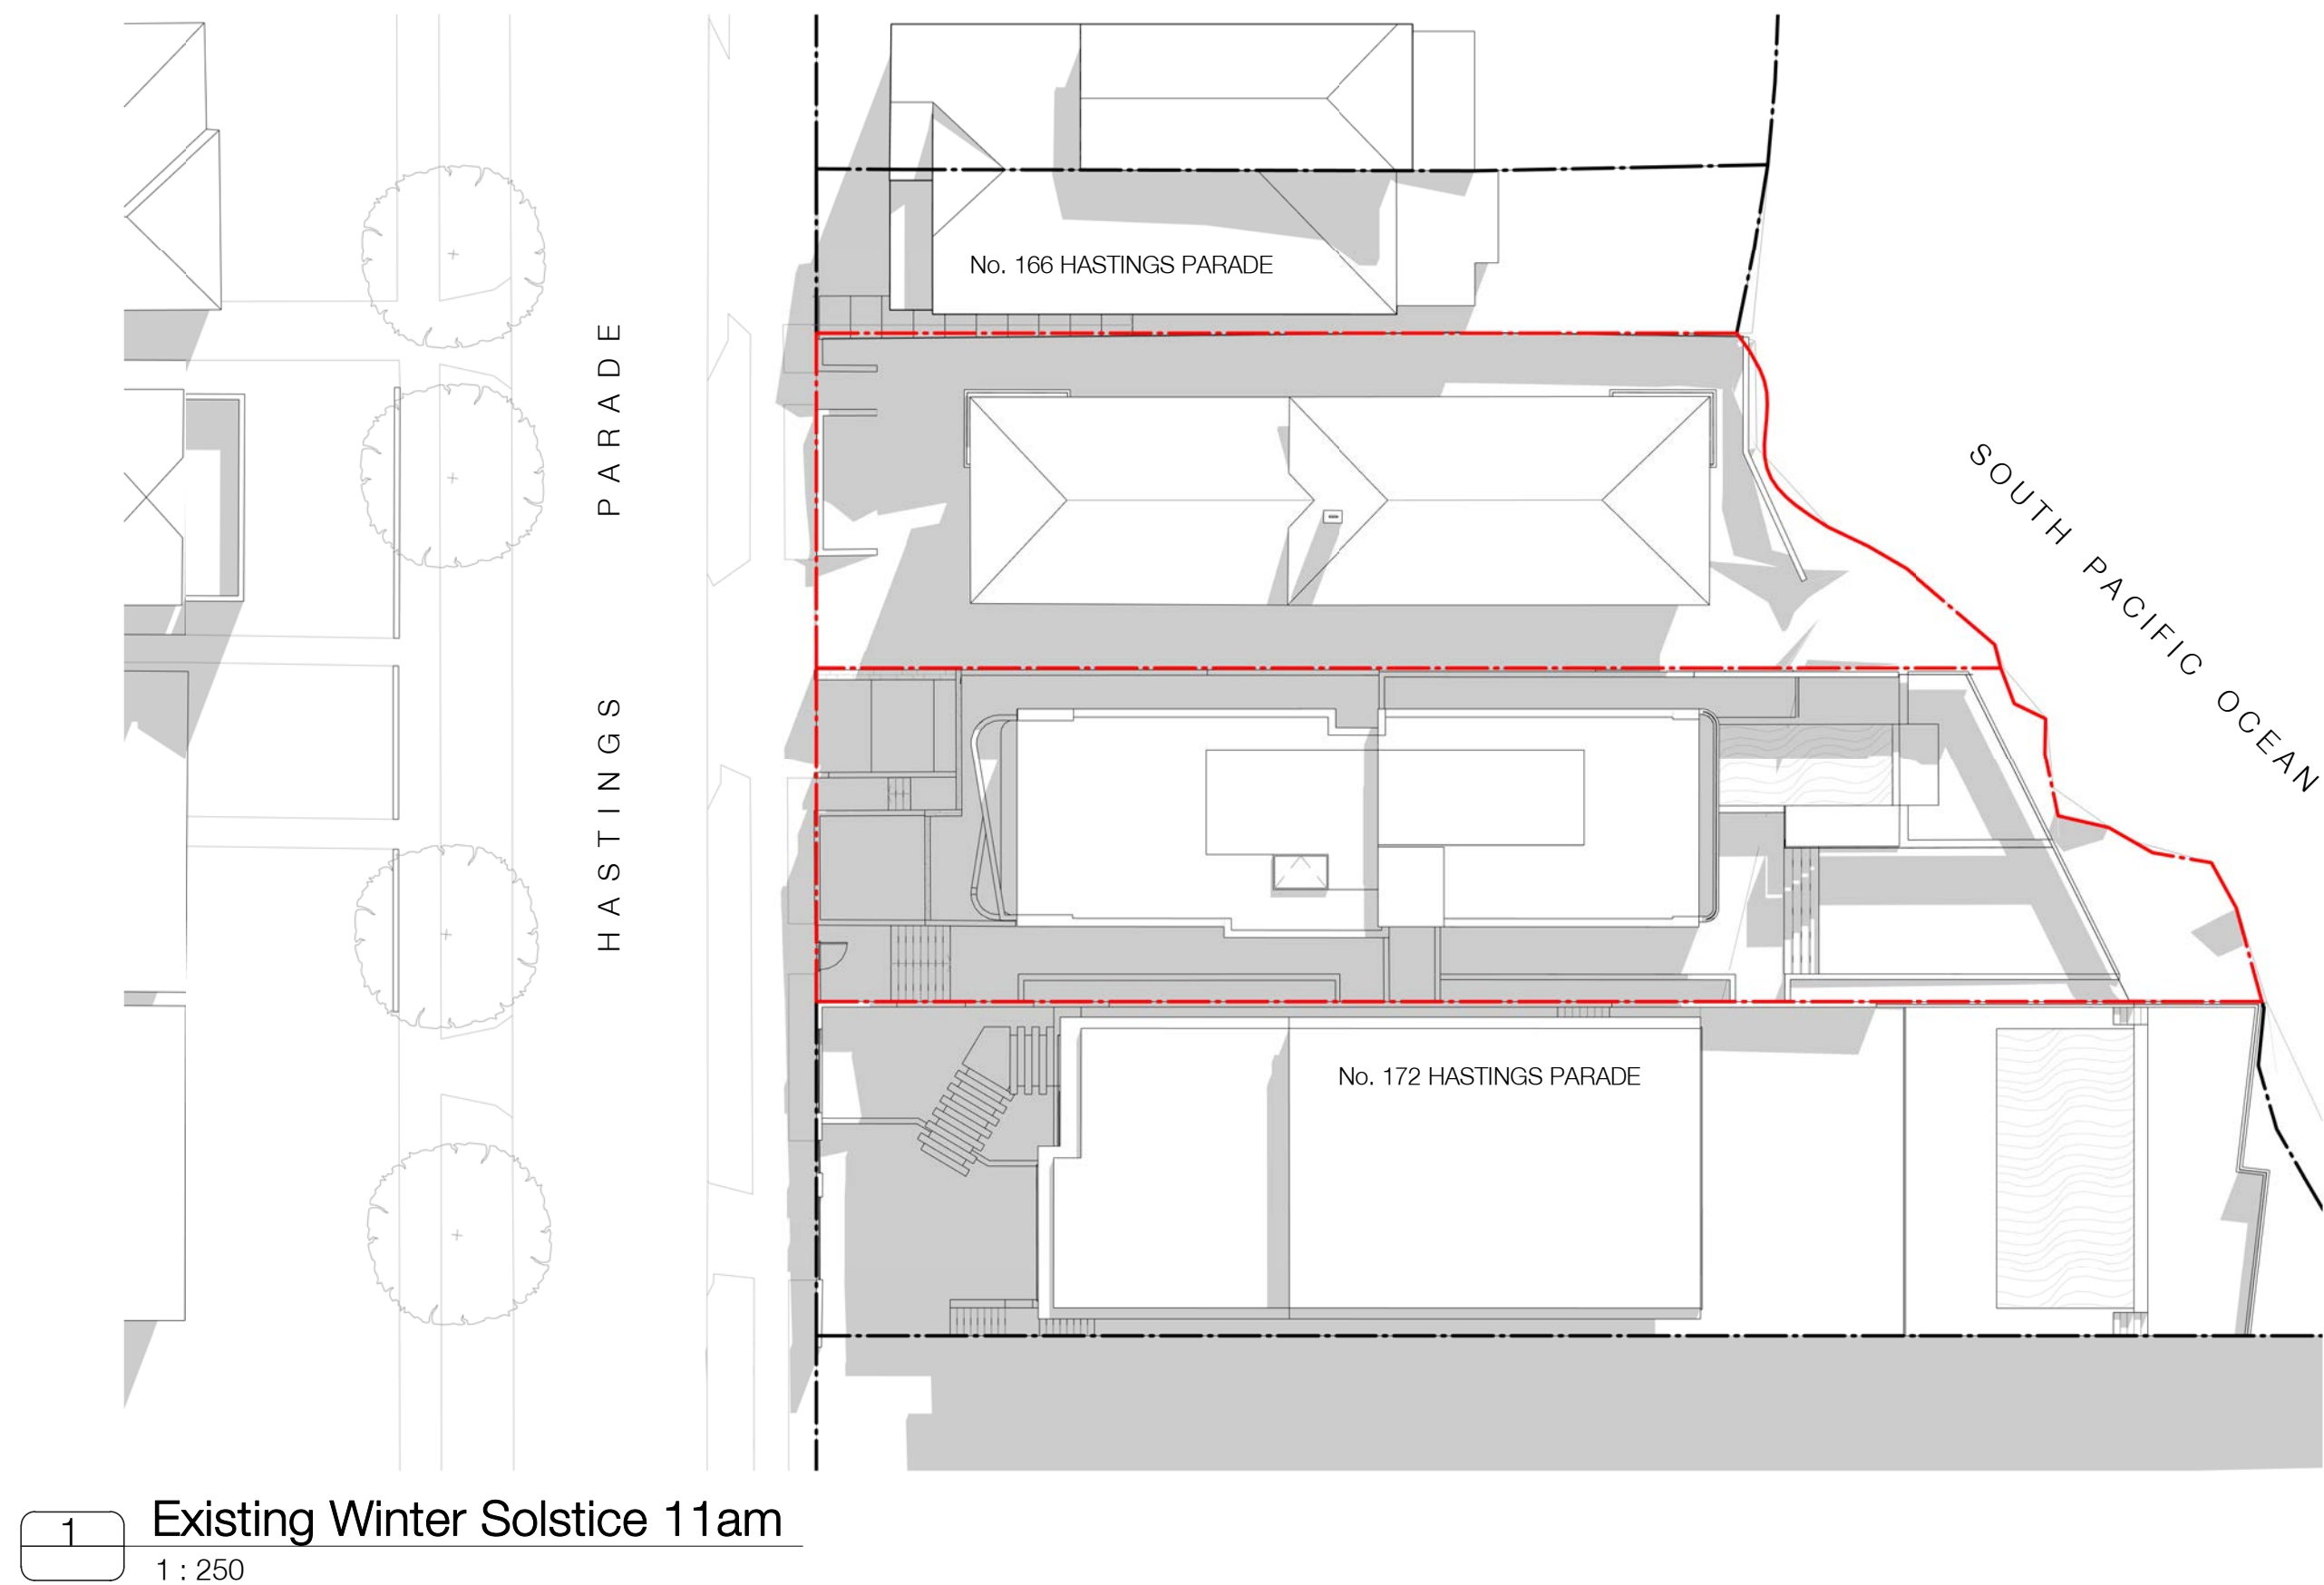 No. 166 HASTINGS PARADE
HASTINGS PARADE
SOUTH PACIFIC OCEAN
No. 172 HASTINGS PARADE
1
Existing Winter Solstice 11am
1 : 250